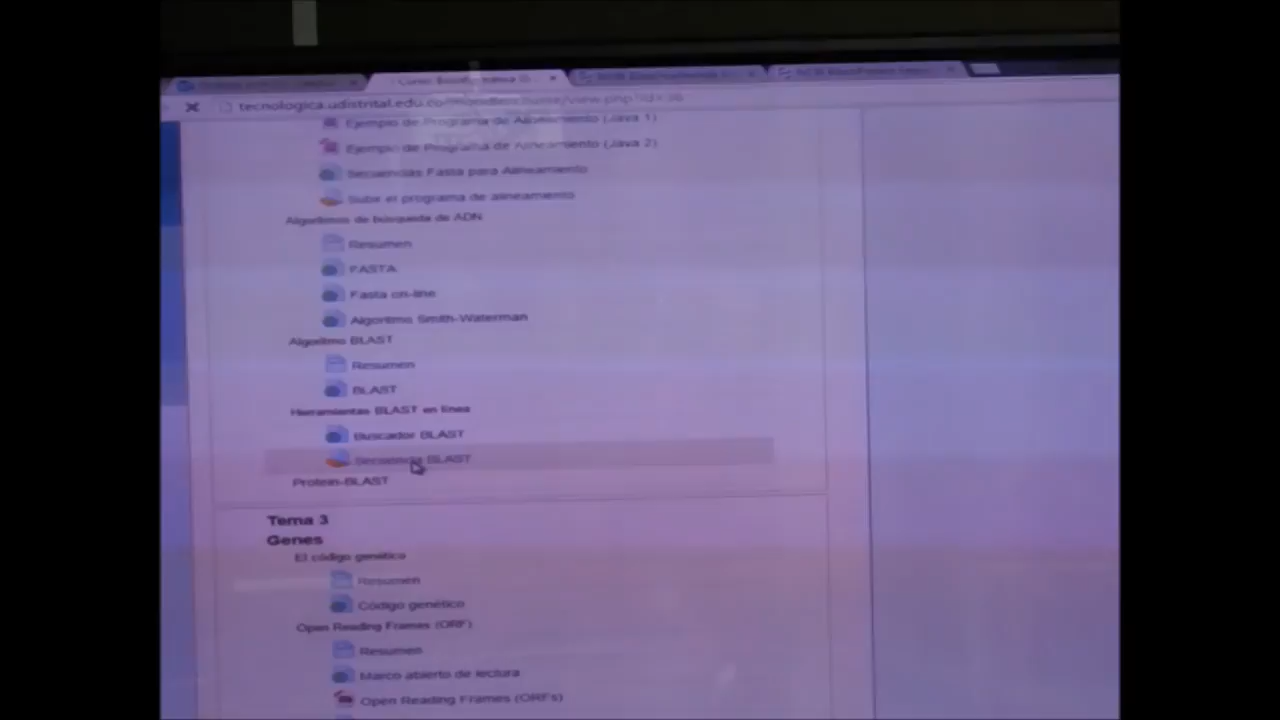 tecnologica.udistrital.edu.co
Ejemplo de Programa de Alineamiento (Java 1)
Ejemplo de Programa de Alineamiento (Java 2)
Secuencias Fasta para Alineamiento
Subir el programa de alineamiento
Algoritmos de búsqueda de ADN
Resumen
FASTA
Fasta on-line
Algoritmo Smith-Waterman
Algoritmo BLAST
Resumen
BLAST
Herramientas BLAST en línea
Buscador BLAST
Secuencia BLAST
Protein-BLAST
Tema 3
Genes
El código genético
Resumen
Código genético
Open Reading Frames (ORF)
Resumen
Marco abierto de lectura
Open Reading Frames (ORFs)